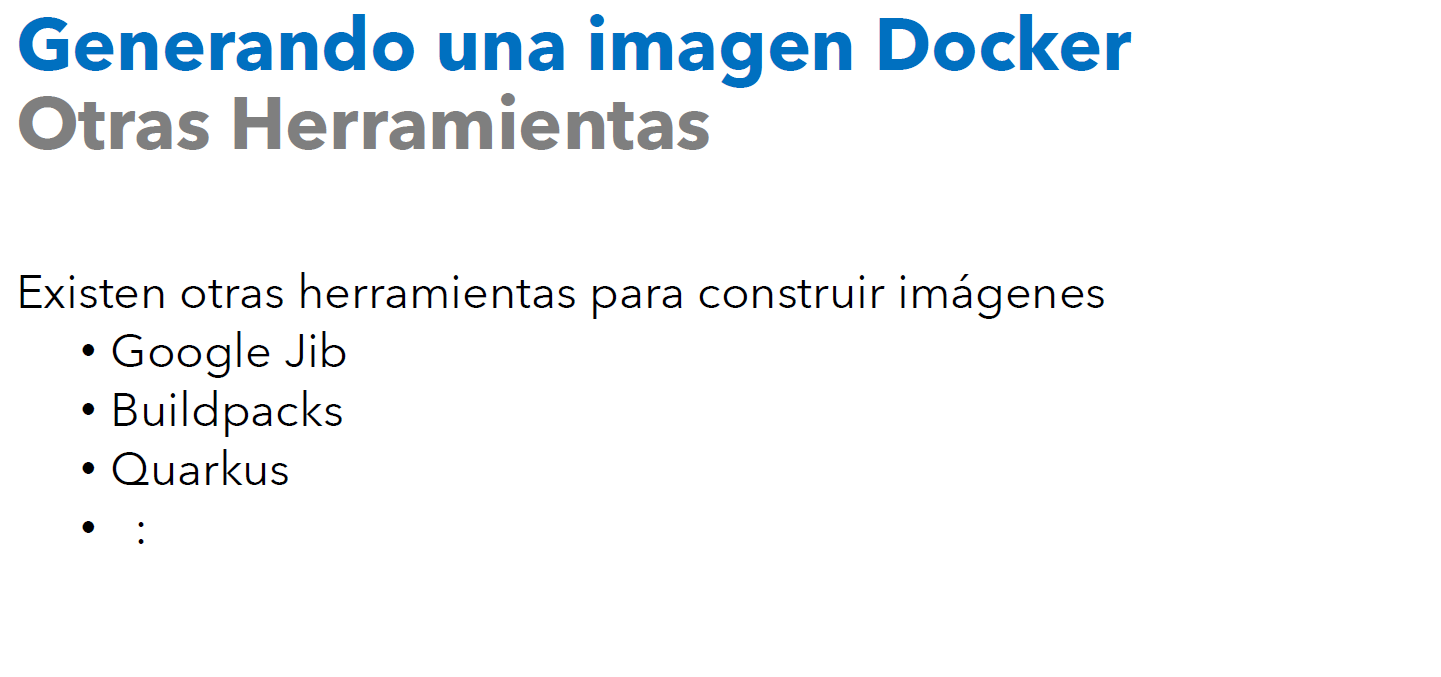 Generando una imagen Docker
Otras Herramientas
Existen otras herramientas para construir imágenes
• Google Jib
• Buildpacks
• Quarkus
• :